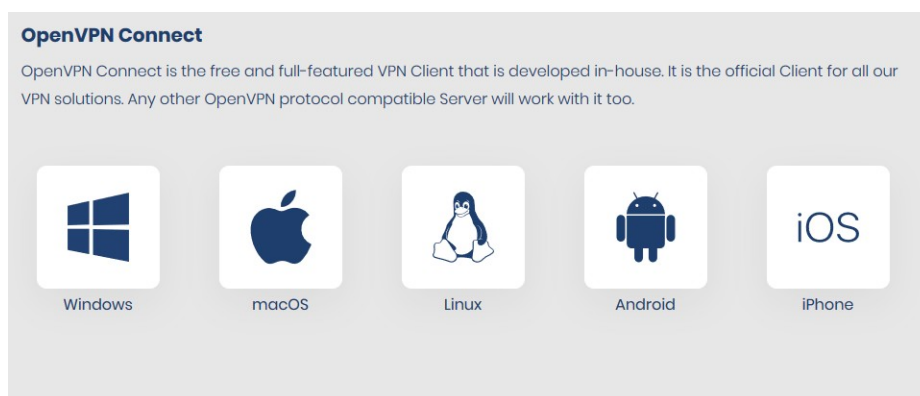 OpenVPN Connect
OpenVPN Connect is the free and full-featured VPN Client that is developed in-house. It is the official Client for all our
VPN solutions. Any other OpenVPN protocol compatible Server will work with it too.
iOS
Windows
macOS
Linux
Android
iPhone